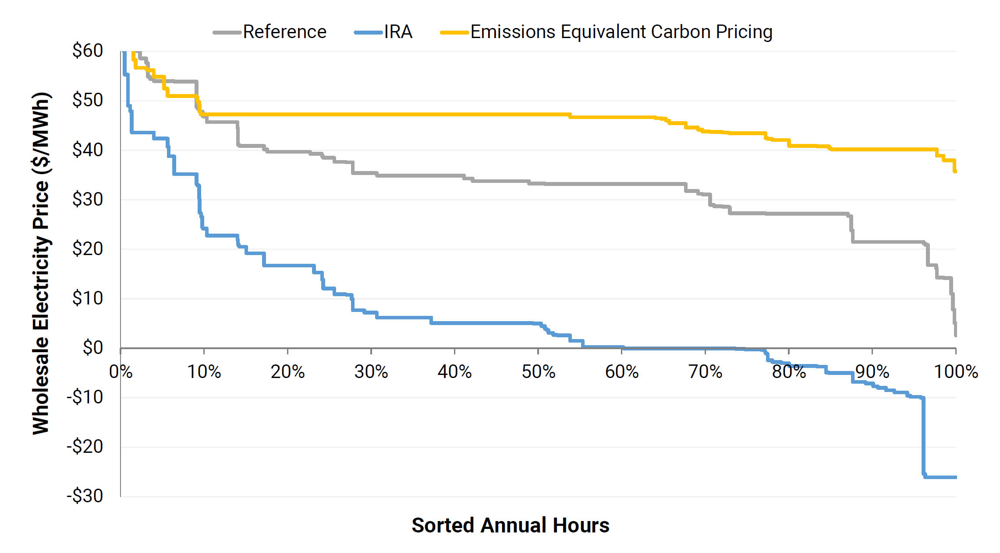 Reference IRA Emissions Equivalent Carbon Pricing
Wholesale Electricity Price ($/MWh)
$60
$50
$40
$30
$20
$10
$0
-$10
-$20
-$30
0% 10% 20% 30% 40% 50% 60% 70% 80% 90% 100%
Sorted Annual Hours